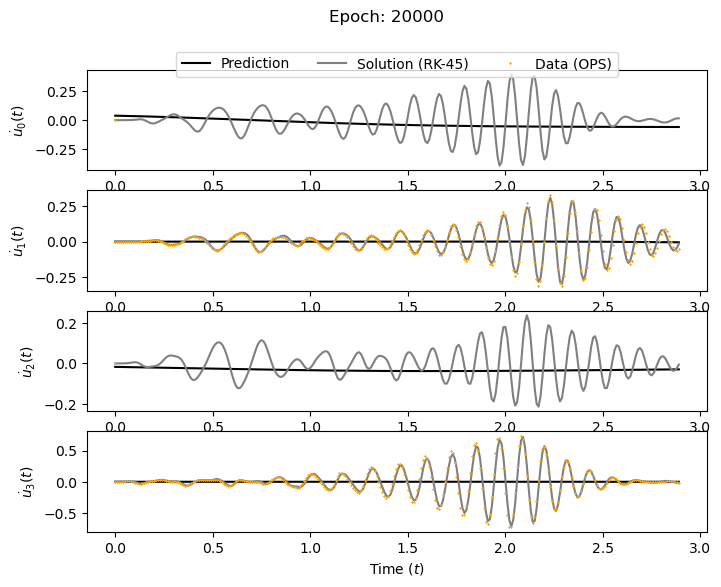 Epoch: 20000
Prediction Solution (RK-45) Data (OPS)
0.25
0.00
−0.25
u̇₀(t)
0.0 0.5 1.0 1.5 2.0 2.5 3.0
0.25
0.00
−0.25
u̇₁(t)
0.0 0.5 1.0 1.5 2.0 2.5 3.0
0.2
0.0
−0.2
u̇₂(t)
0.0 0.5 1.0 1.5 2.0 2.5 3.0
0.5
0.0
−0.5
u̇₃(t)
0.0 0.5 1.0 1.5 2.0 2.5 3.0
Time (t)